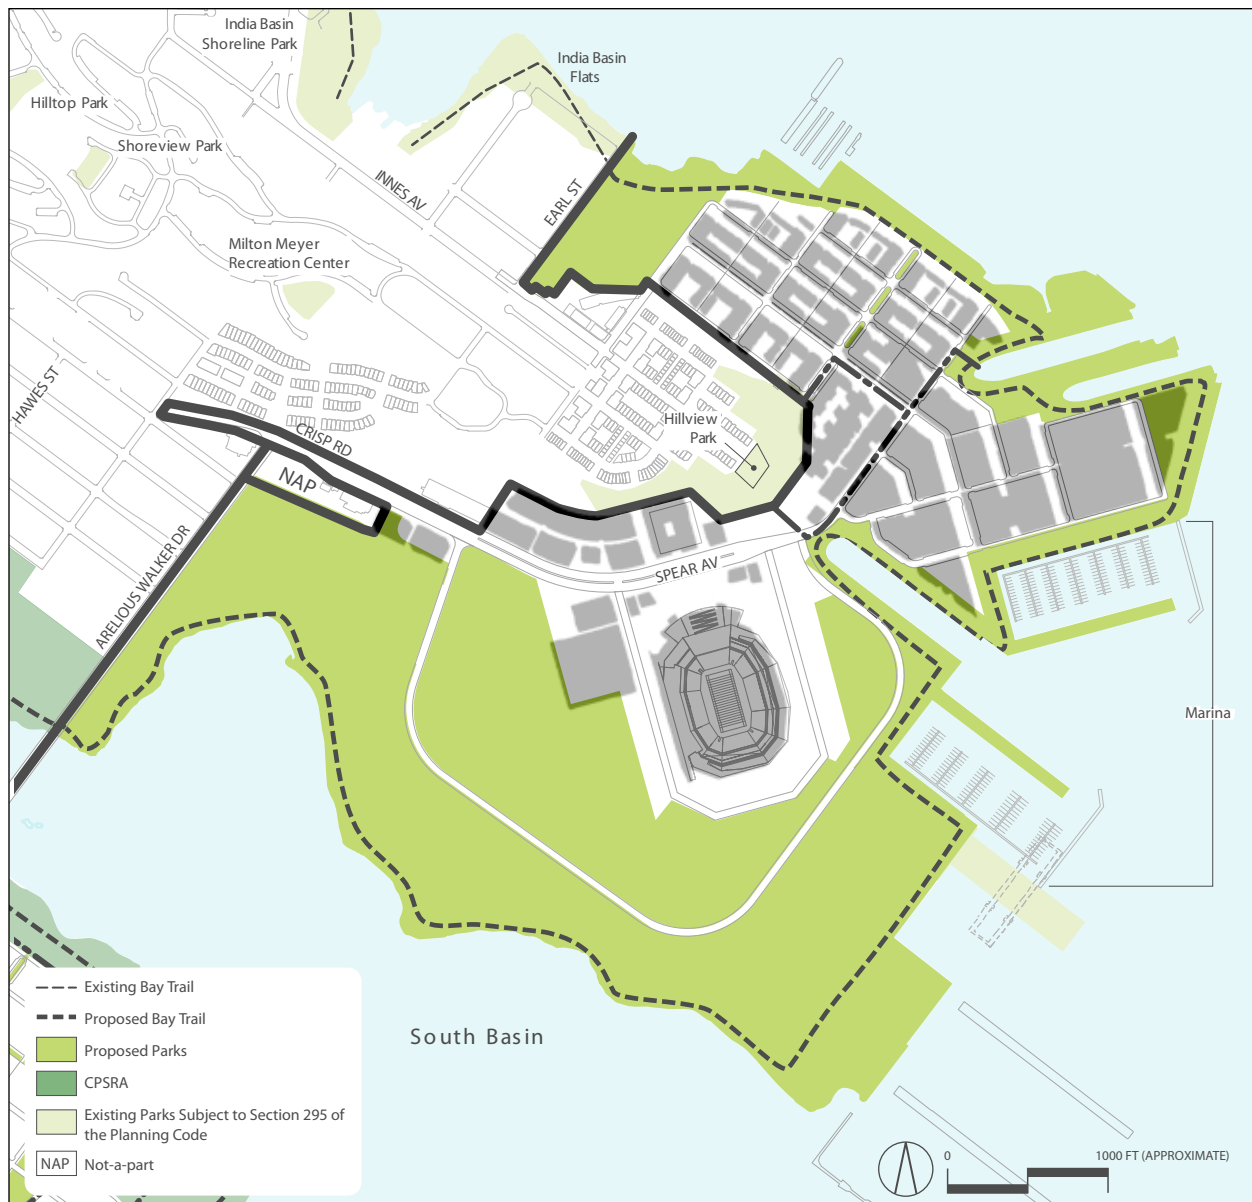 India Basin
Shoreline Park
India Basin
Flats
Hilltop Park
Shoreview Park
INNES AV
EARL ST
Milton Meyer
Recreation Center
HAWES ST
Hillview
Park
CRISP RD
NAP
ARELIOUS WALKER DR
SPEAR AV
Marina
South Basin
Existing Bay Trail
Proposed Bay Trail
Proposed Parks
CPSRA
Existing Parks Subject to Section 295 of
the Planning Code
NAP Not-a-part
0 1000 FT (APPROXIMATE)